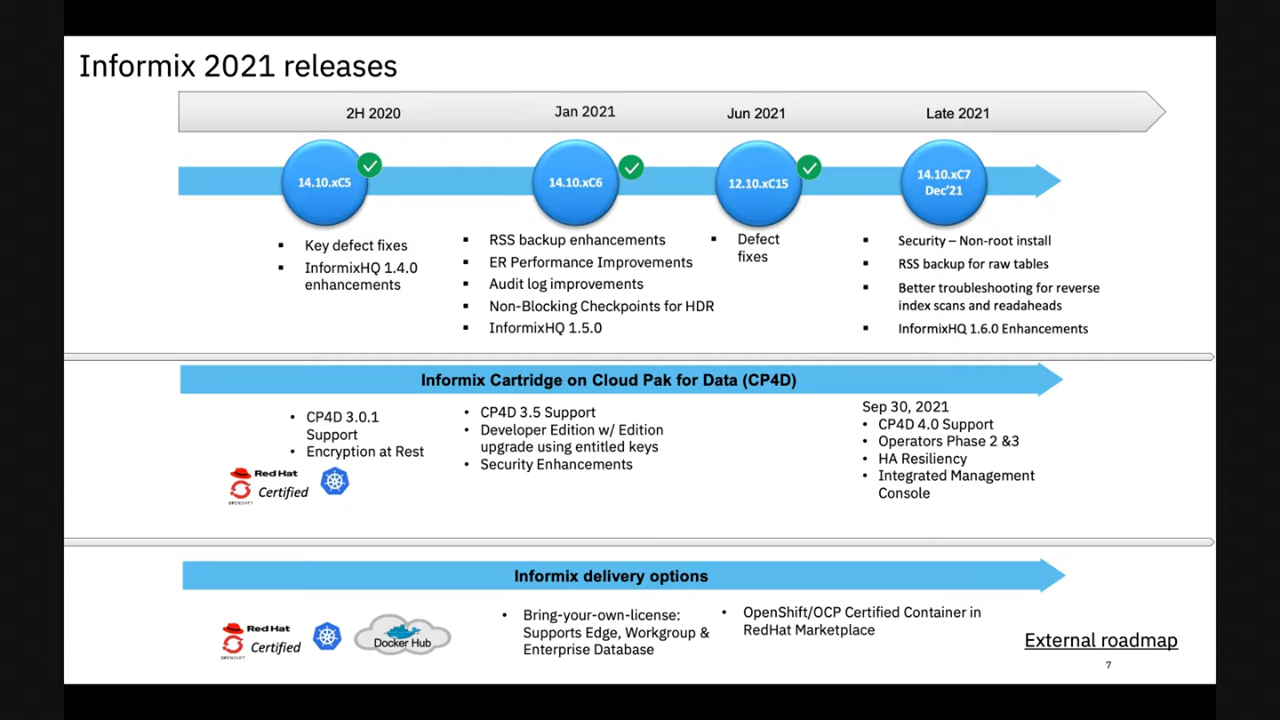 Informix 2021 releases
2H 2020
Jan 2021
Jun 2021
Late 2021
14.10.xC5
14.10.xC6
12.10.xC15
14.10.xC7
Dec'21
▪ Key defect fixes
▪ InformixHQ 1.4.0
enhancements
▪ RSS backup enhancements
▪ ER Performance Improvements
▪ Audit log improvements
▪ Non-Blocking Checkpoints for HDR
▪ InformixHQ 1.5.0
▪ Defect
fixes
▪ Security – Non-root install
▪ RSS backup for raw tables
▪ Better troubleshooting for reverse
index scans and readaheads
▪ InformixHQ 1.6.0 Enhancements
Informix Cartridge on Cloud Pak for Data (CP4D)
• CP4D 3.0.1
Support
• Encryption at Rest
RedHat
OPENSHIFT
Certified
• CP4D 3.5 Support
• Developer Edition w/ Edition
upgrade using entitled keys
• Security Enhancements
Sep 30, 2021
• CP4D 4.0 Support
• Operators Phase 2 &3
• HA Resiliency
• Integrated Management
Console
Informix delivery options
RedHat
OPENSHIFT
Certified
Docker Hub
• Bring-your-own-license:
Supports Edge, Workgroup &
Enterprise Database
• OpenShift/OCP Certified Container in
RedHat Marketplace
External roadmap
7